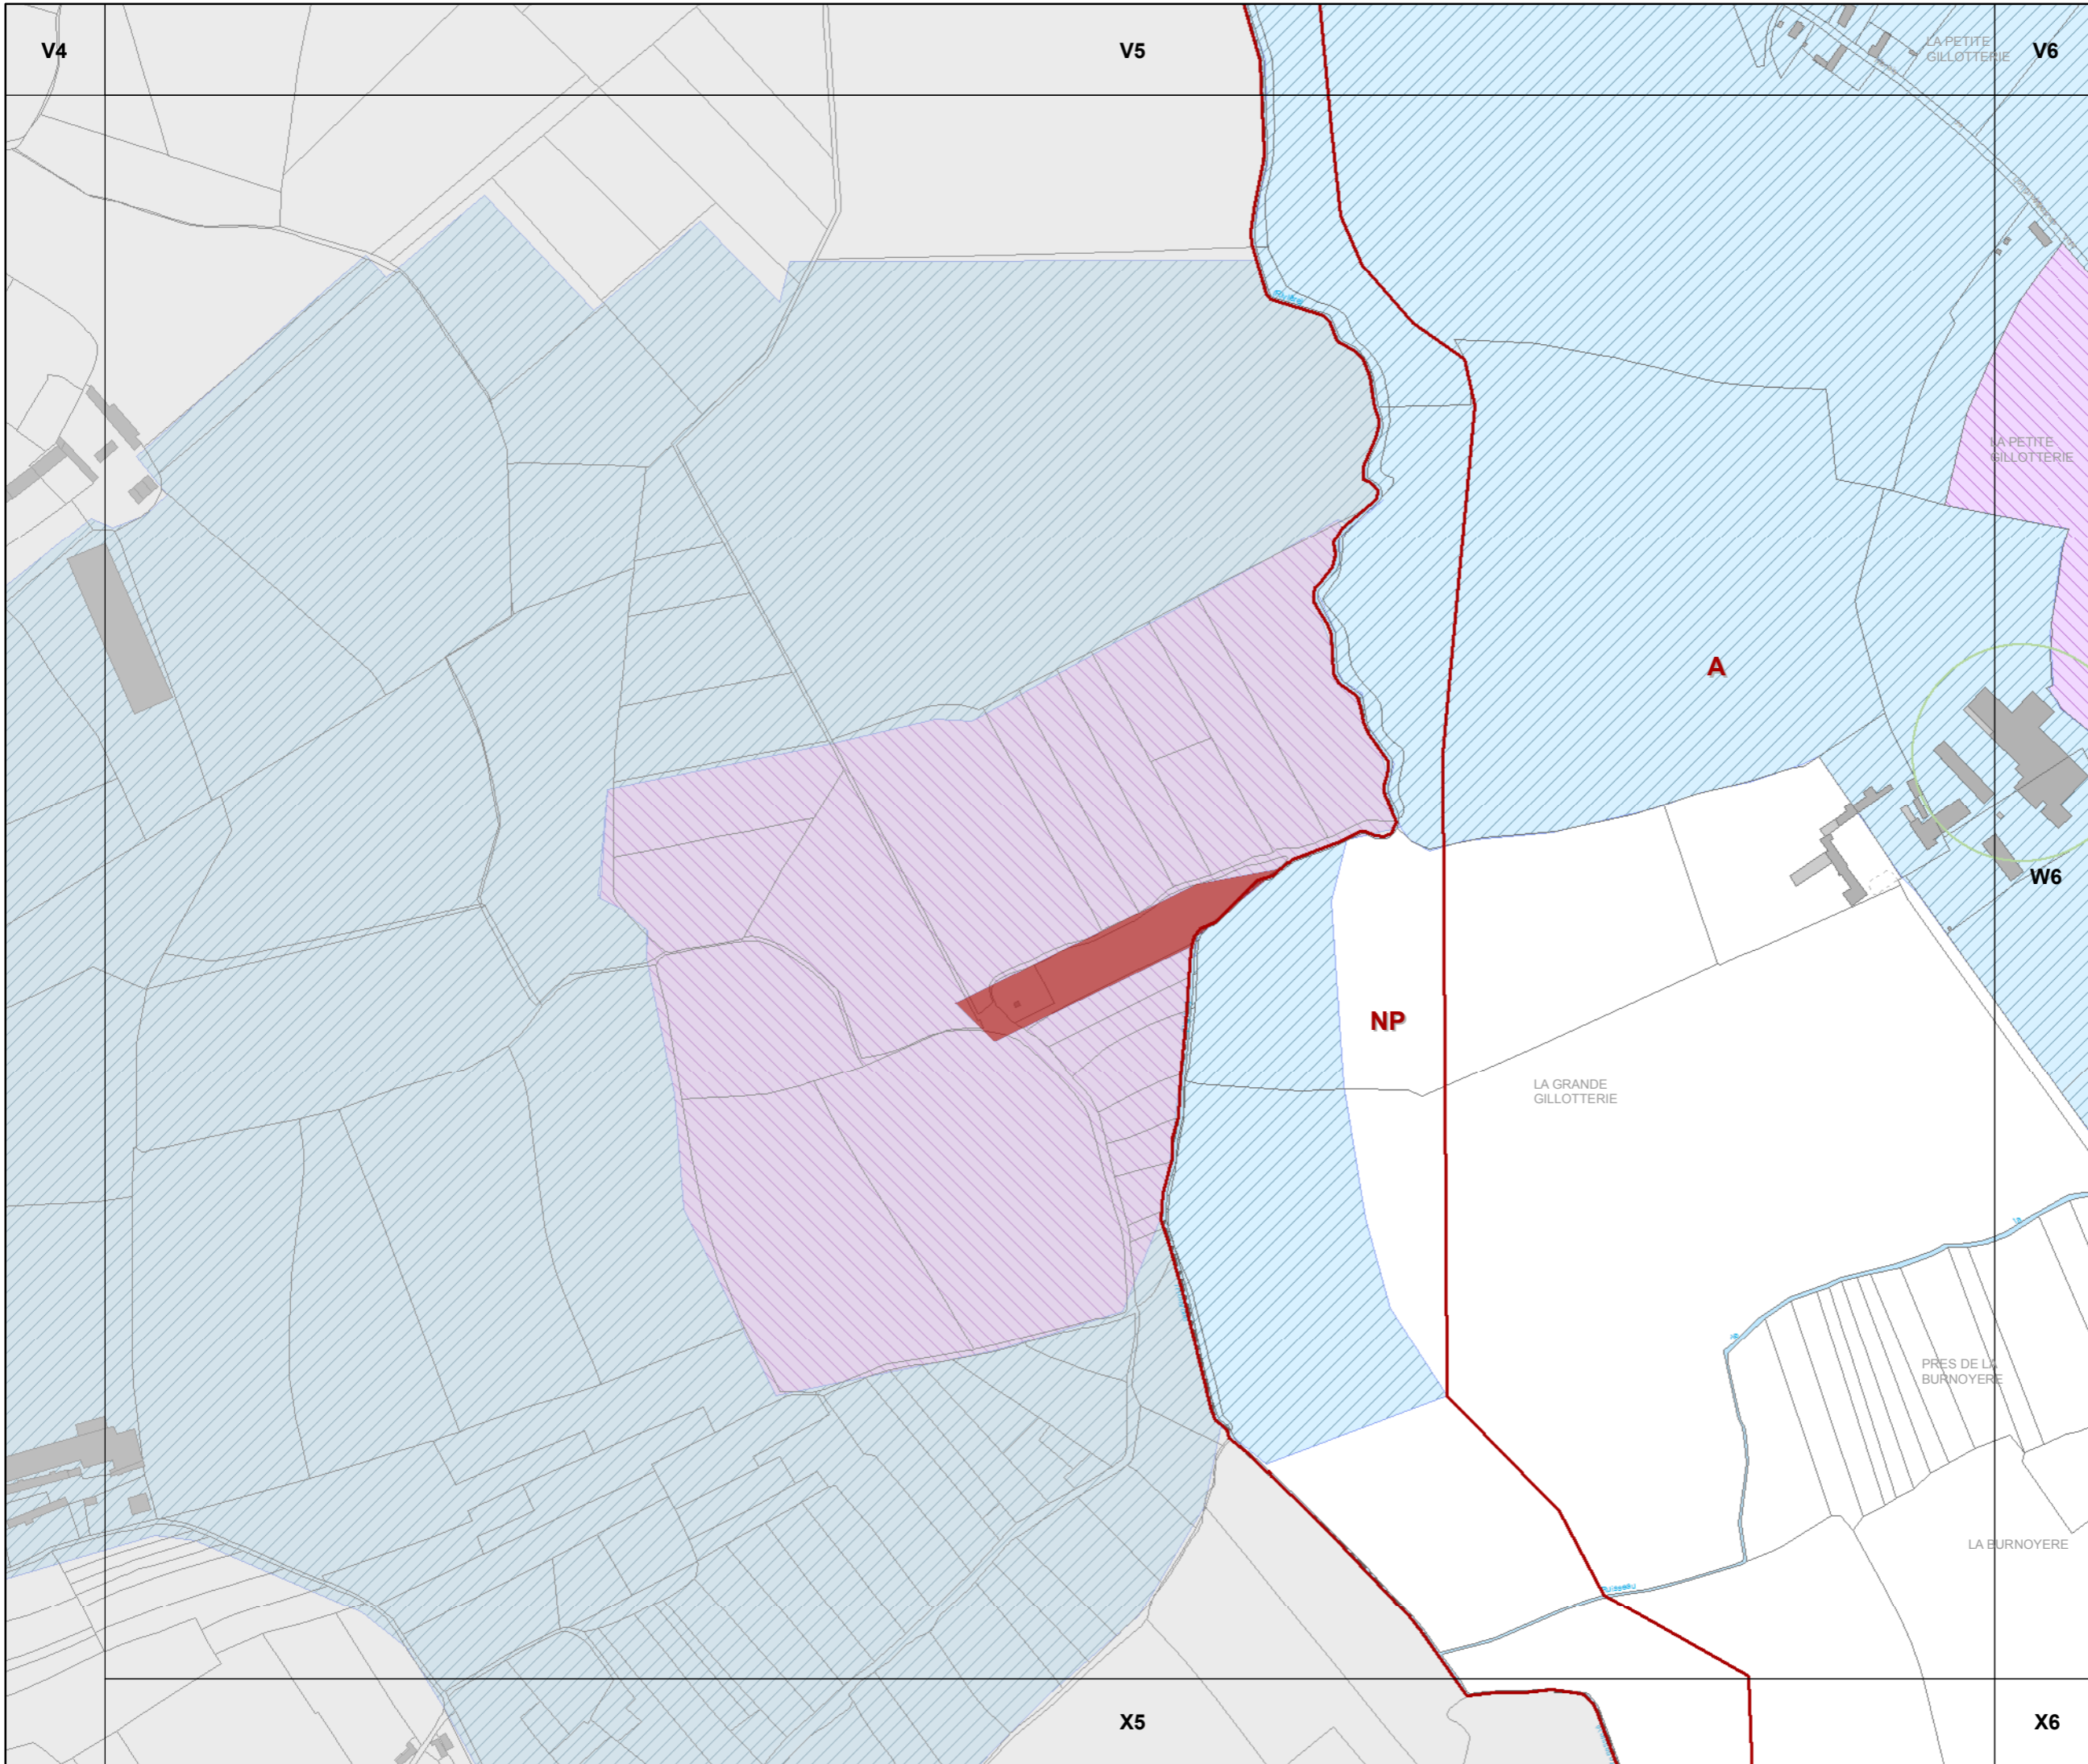 V4
V5
LA PETITE
GILLOTTERIE
V6
LA PETITE
GILLOTTERIE
A
W6
NP
LA GRANDE
GILLOTTERIE
PRES DE LA
BURNOYERE
LA BURNOYERE
X5
X6